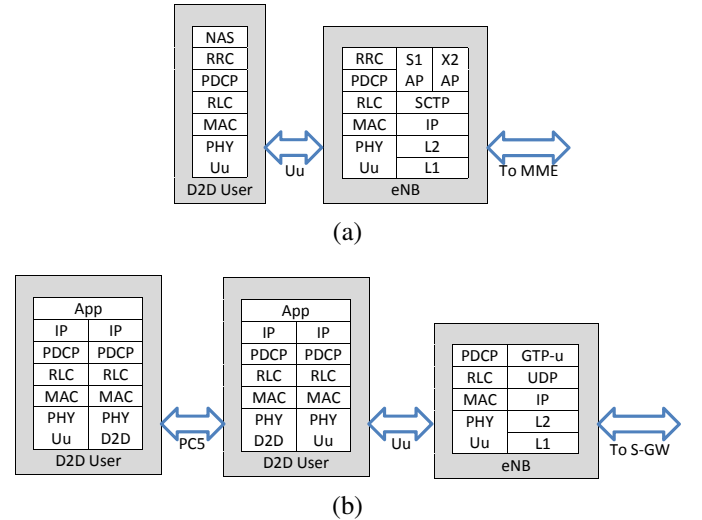 NAS
RRC
PDCP
RLC
MAC
PHY
Uu
D2D User
Uu
RRC S1 X2
PDCP AP AP
RLC SCTP
MAC IP
PHY L2
Uu L1
eNB
To MME
(a)
App
IP IP
PDCP PDCP
RLC RLC
MAC MAC
PHY PHY
Uu D2D
D2D User
PC5
App
IP IP
PDCP PDCP
RLC RLC
MAC MAC
PHY PHY
D2D Uu
D2D User
Uu
PDCP GTP-u
RLC UDP
MAC IP
PHY L2
Uu L1
eNB
To S-GW
(b)